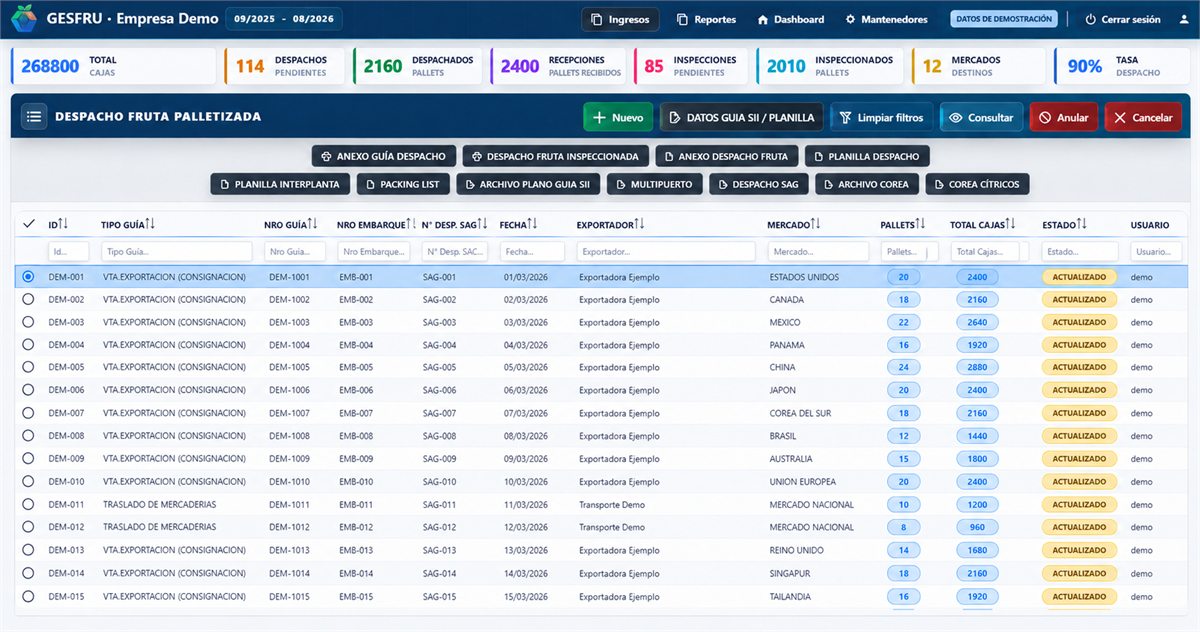 GESFRU · Empresa Demo 09/2025 - 08/2026 Ingresos Reportes Dashboard Mantenedores DATOS DE DEMOSTRACIÓN Cerrar sesión
268800 TOTAL CAJAS
114 DESPACHOS PENDIENTES
2160 DESPACHADOS PALLETS
2400 RECEPCIONES PALLETS RECIBIDOS
85 INSPECCIONES PENDIENTES
2010 INSPECCIONADOS PALLETS
12 MERCADOS DESTINOS
90% TASA DESPACHO
DESPACHO FRUTA PALLETIZADA Nuevo DATOS GUIA SII / PLANILLA Limpiar filtros Consultar Anular Cancelar
ANEXO GUÍA DESPACHO DESPACHO FRUTA INSPECCIONADA ANEXO DESPACHO FRUTA PLANILLA DESPACHO
PLANILLA INTERPLANTA PACKING LIST ARCHIVO PLANO GUIA SII MULTIPUERTO DESPACHO SAG ARCHIVO COREA COREA CÍTRICOS
ID TIPO GUÍA NRO GUÍA NRO EMBARQUE N° DESP. SAG FECHA EXPORTADOR MERCADO PALLETS TOTAL CAJAS ESTADO USUARIO
Id... Tipo Guía... Nro Guia... Nro Embarque... N° Desp. SAC... Fecha... Exportador... Mercado... Pallets... Total Cajas... Estado... Usuario...
DEM-001 VTA.EXPORTACION (CONSIGNACION) DEM-1001 EMB-001 SAG-001 01/03/2026 Exportadora Ejemplo ESTADOS UNIDOS 20 2400 ACTUALIZADO demo
DEM-002 VTA.EXPORTACION (CONSIGNACION) DEM-1002 EMB-002 SAG-002 02/03/2026 Exportadora Ejemplo CANADA 18 2160 ACTUALIZADO demo
DEM-003 VTA.EXPORTACION (CONSIGNACION) DEM-1003 EMB-003 SAG-003 03/03/2026 Exportadora Ejemplo MEXICO 22 2640 ACTUALIZADO demo
DEM-004 VTA.EXPORTACION (CONSIGNACION) DEM-1004 EMB-004 SAG-004 04/03/2026 Exportadora Ejemplo PANAMA 16 1920 ACTUALIZADO demo
DEM-005 VTA.EXPORTACION (CONSIGNACION) DEM-1005 EMB-005 SAG-005 05/03/2026 Exportadora Ejemplo CHINA 24 2880 ACTUALIZADO demo
DEM-006 VTA.EXPORTACION (CONSIGNACION) DEM-1005 EMB-006 SAG-006 06/03/2026 Exportadora Ejemplo JAPON 20 2400 ACTUALIZADO demo
DEM-007 VTA.EXPORTACION (CONSIGNACION) DEM-1007 EMB-007 SAG-007 07/03/2026 Exportadora Ejemplo COREA DEL SUR 18 2160 ACTUALIZADO demo
DEM-008 VTA.EXPORTACION (CONSIGNACION) DEM-1008 EMB-008 SAG-008 08/03/2026 Exportadora Ejemplo BRASIL 12 1440 ACTUALIZADO demo
DEM-009 VTA.EXPORTACION (CONSIGNACION) DEM-1009 EMB-009 SAG-009 09/03/2026 Exportadora Ejemplo AUSTRALIA 15 1800 ACTUALIZADO demo
DEM-010 VTA.EXPORTACION (CONSIGNACION) DEM-1010 EMB-010 SAG-010 10/03/2026 Exportadora Ejemplo UNION EUROPEA 20 2400 ACTUALIZADO demo
DEM-011 TRASLADO DE MERCADERIAS DEM-1011 EMB-011 SAG-011 11/03/2026 Transporte Demo MERCADO NACIONAL 10 1200 ACTUALIZADO demo
DEM-012 TRASLADO DE MERCADERIAS DEM-1012 EMB-012 SAG-012 12/03/2026 Transporte Demo MERCADO NACIONAL 8 960 ACTUALIZADO demo
DEM-013 VTA.EXPORTACION (CONSIGNACION) DEM-1013 EMB-013 SAG-013 13/03/2026 Exportadora Ejemplo REINO UNIDO 14 1680 ACTUALIZADO demo
DEM-014 VTA.EXPORTACION (CONSIGNACION) DEM-1014 EMB-014 SAG-014 14/03/2026 Exportadora Ejemplo SINGAPUR 18 2160 ACTUALIZADO demo
DEM-015 VTA.EXPORTACION (CONSIGNACION) DEM-1015 EMB-015 SAG-015 15/03/2026 Exportadora Ejemplo TAILANDIA 16 1920 ACTUALIZADO demo